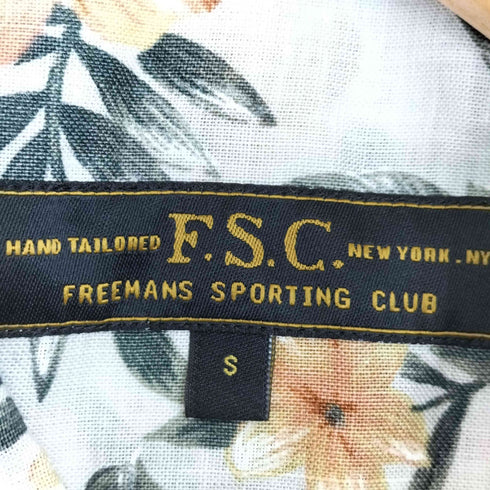 HAND TAILORED F.S.C. NEW YORK.NY
FREEMANS SPORTING CLUB
S